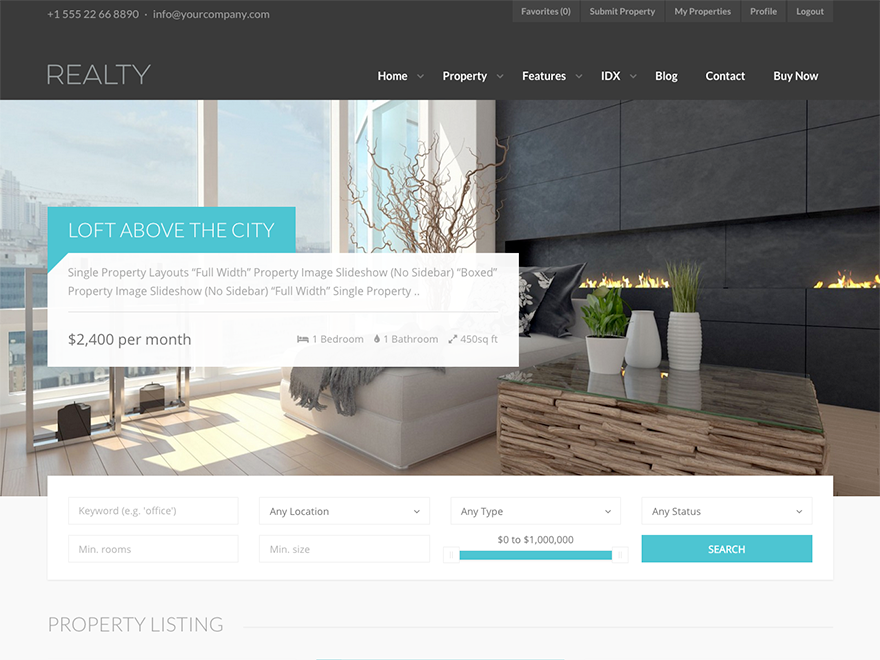 +1 555 22 66 8890 · info@yourcompany.com
Favorites (0) Submit Property My Properties Profile Logout
REALTY
Home Property Features IDX Blog Contact Buy Now
LOFT ABOVE THE CITY
Single Property Layouts “Full Width” Property Image Slideshow (No Sidebar) “Boxed”
Property Image Slideshow (No Sidebar) “Full Width” Single Property ..
$2,400 per month 1 Bedroom 1 Bathroom 450sq ft
Keyword (e.g. 'office') Any Location Any Type Any Status
Min. rooms Min. size $0 to $1,000,000 SEARCH
PROPERTY LISTING